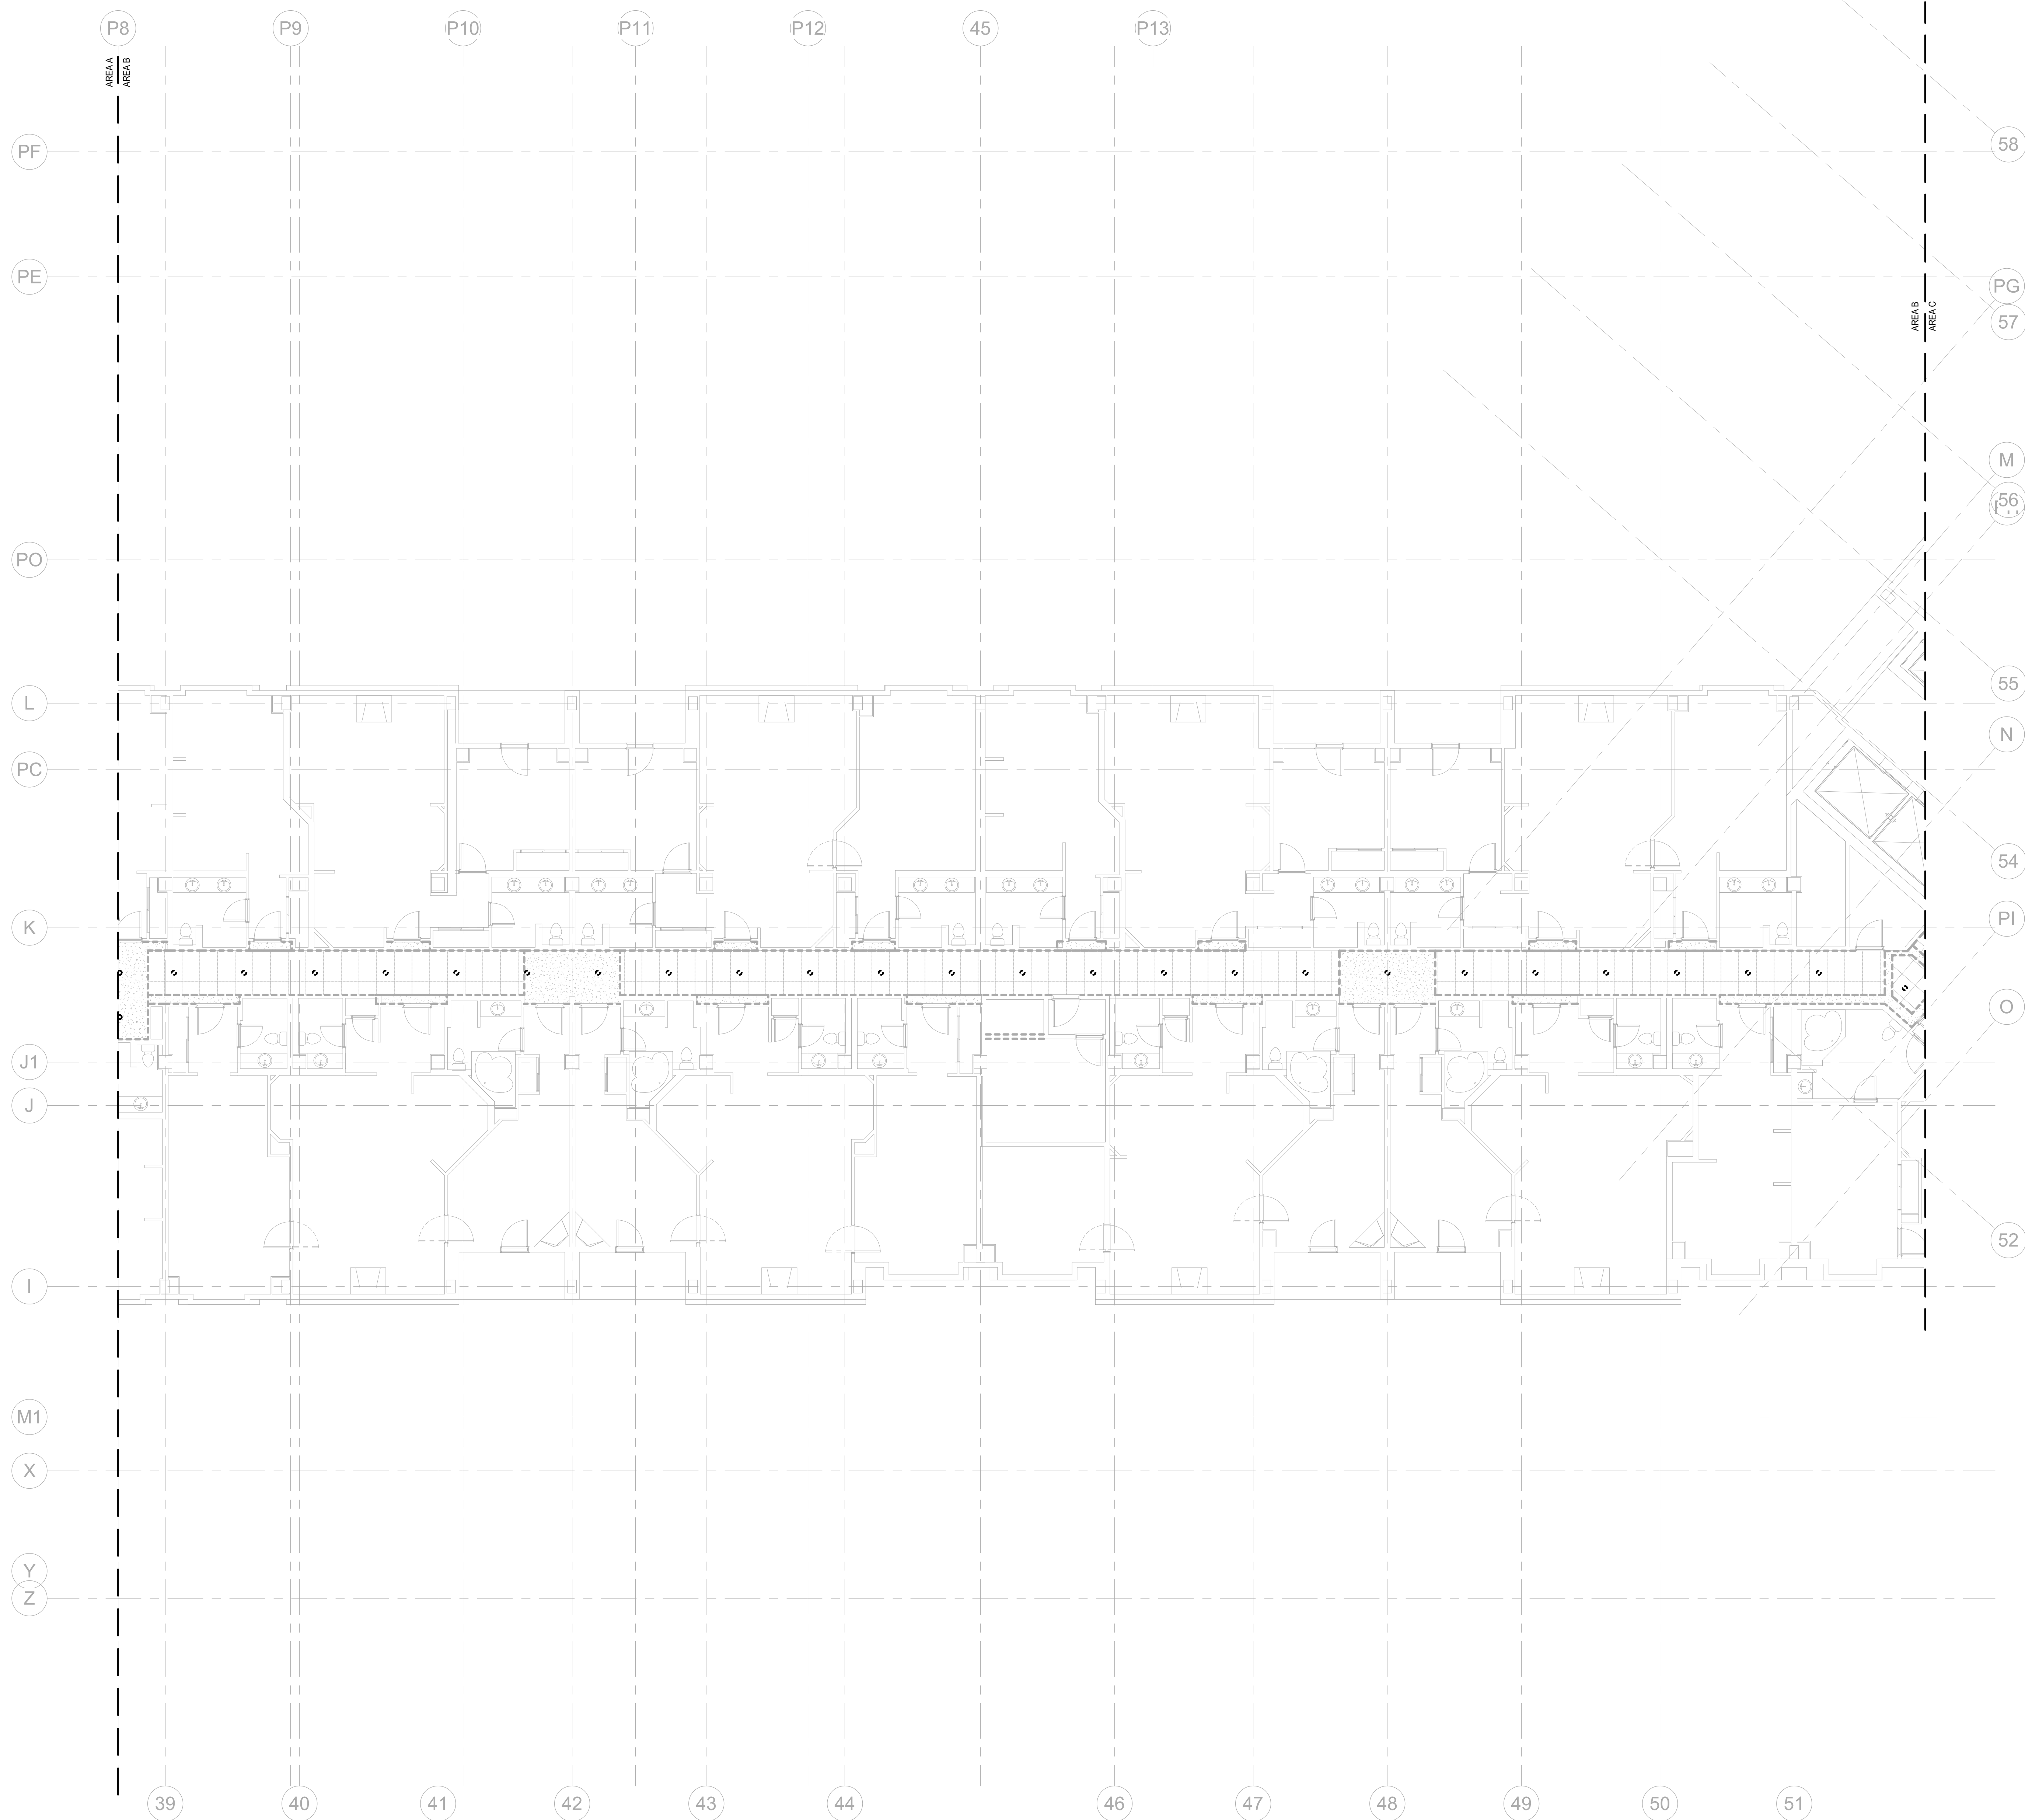 P8 P9 P10 P11 P12 45 P13
AREA A
AREA B
PF
58
PE
PG
AREA B
AREA C
57
M
56
PO
55
L
N
PC
54
K
PI
O
J1
J
52
I
M1
X
Y
Z
39 40 41 42 43 44 46 47 48 49 50 51